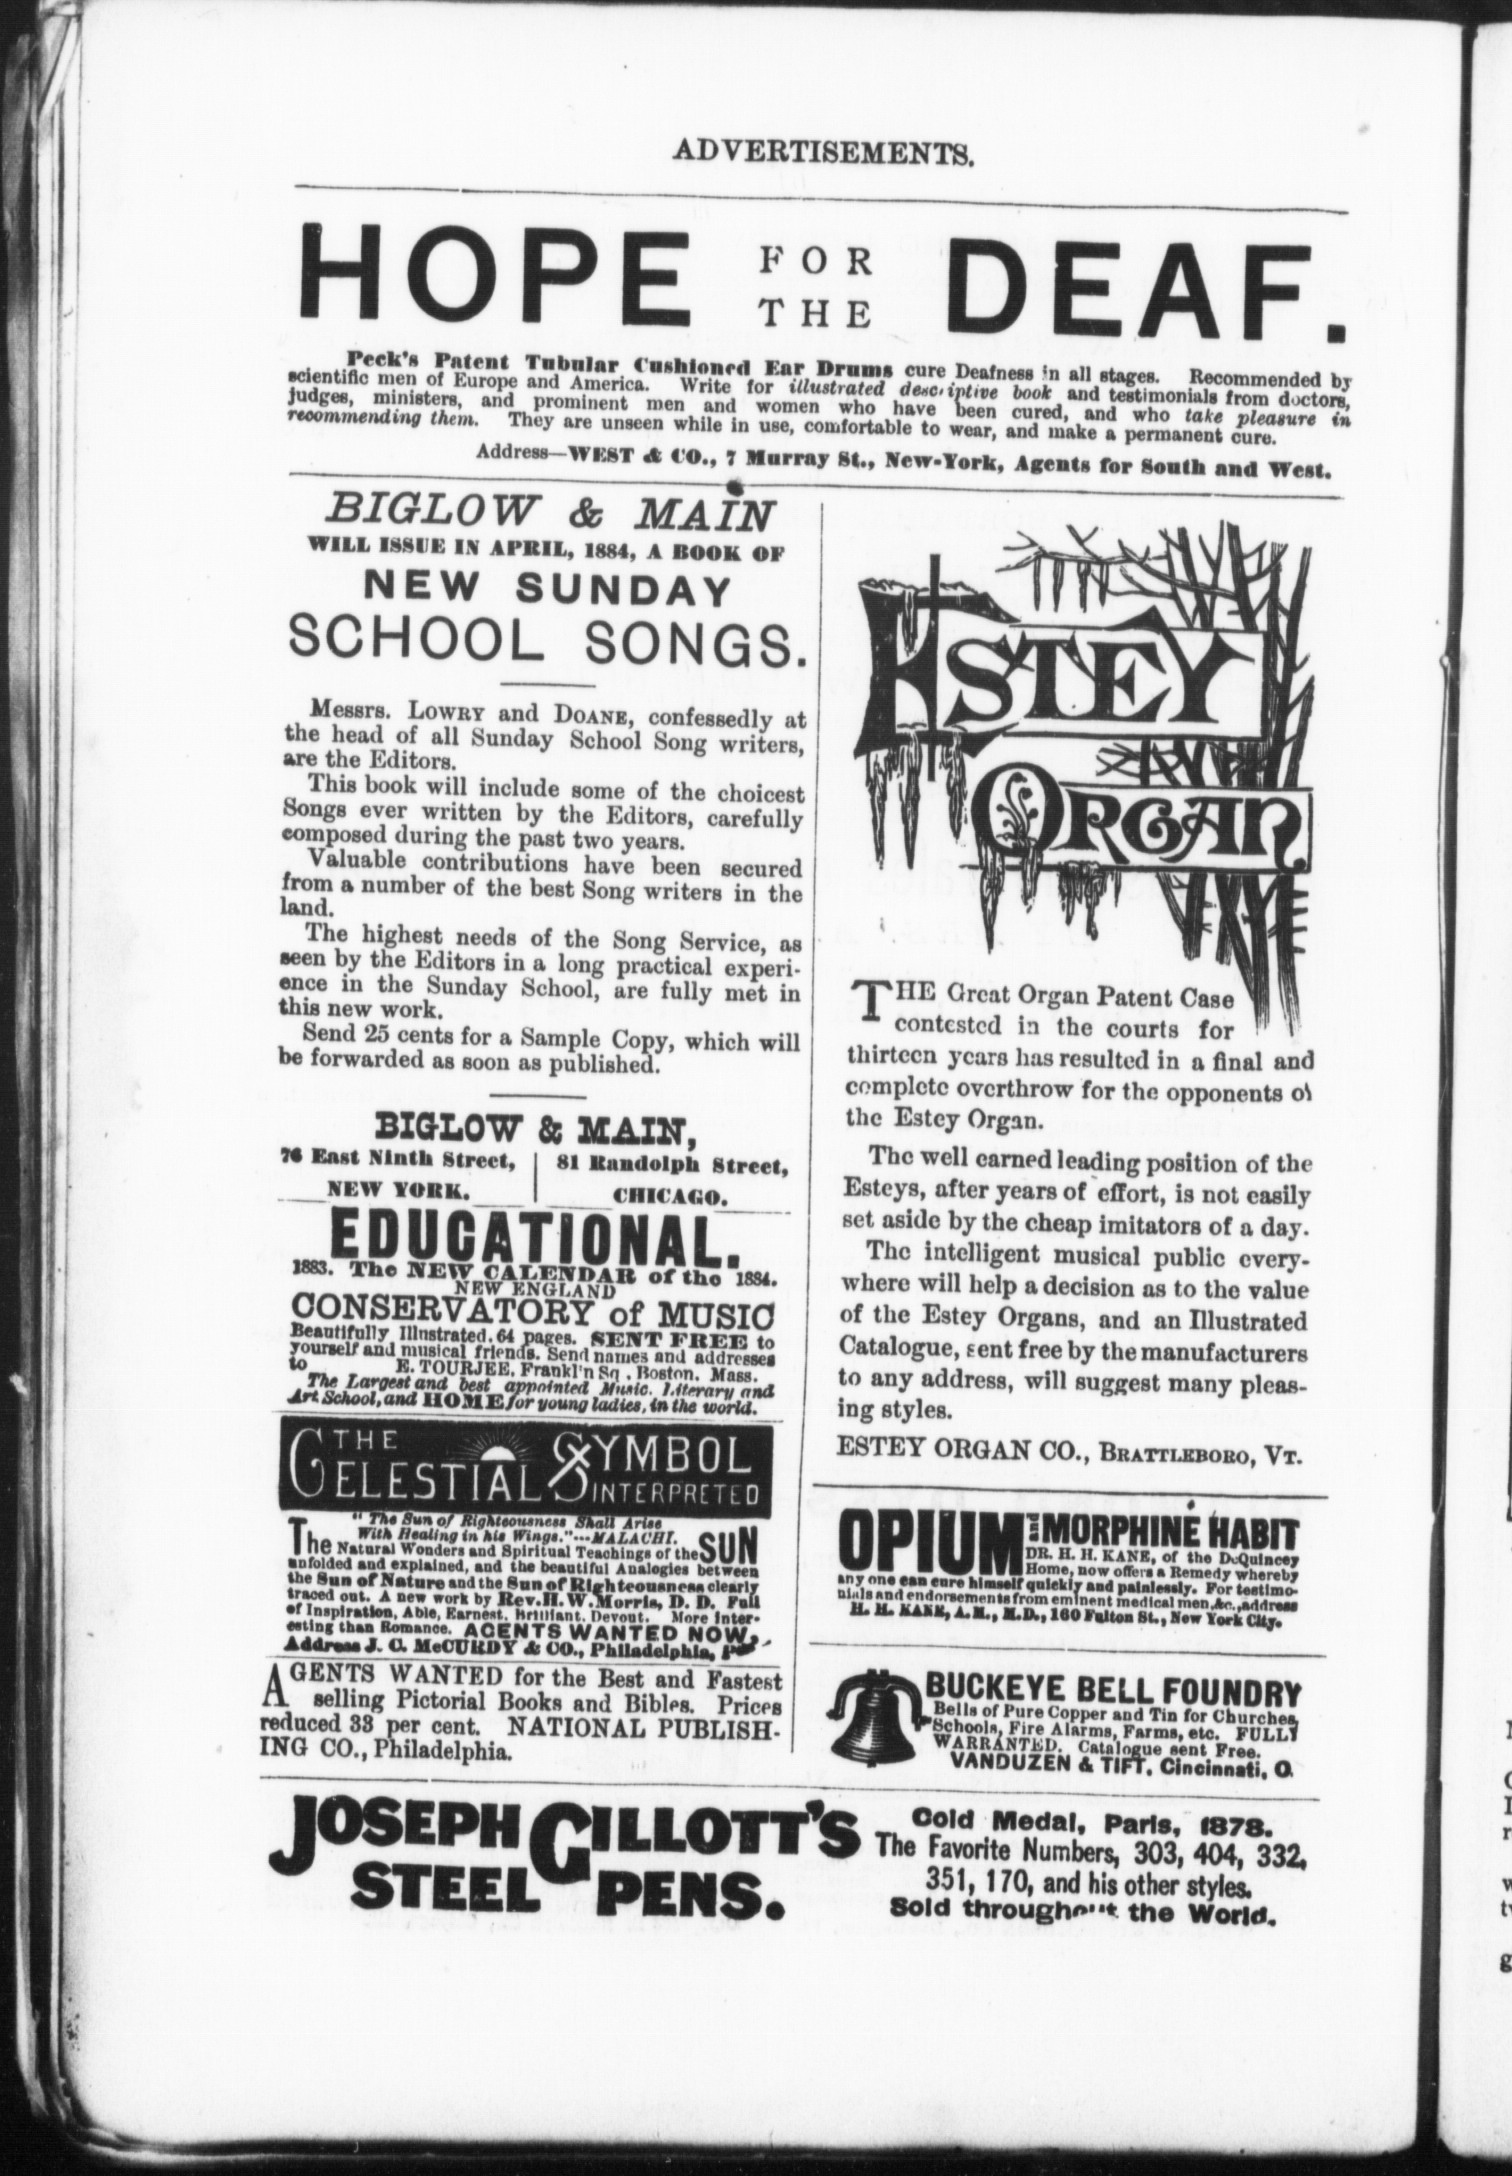 ADVERTISEMENTS.
HOPE FOR THE DEAF.
Peck's Patent Tubular Cushioned Ear Drums cure Deafness in all stages. Recommended by
scientific men of Europe and America. Write for illustrated descriptive book and testimonials from doctors,
judges, ministers, and prominent men and women who have been cured, and who take pleasure in
recommending them. They are unseen while in use, comfortable to wear, and make a permanent cure.
Address—WEST & CO., 7 Murray St., New-York, Agents for South and West.
BIGLOW & MAIN
WILL ISSUE IN APRIL, 1884, A BOOK OF
NEW SUNDAY
SCHOOL SONGS.
Messrs. LOWRY and DOANE, confessedly at
the head of all Sunday School Song writers,
are the Editors.
This book will include some of the choicest
Songs ever written by the Editors, carefully
composed during the past two years.
Valuable contributions have been secured
from a number of the best Song writers in the
land.
The highest needs of the Song Service, as
seen by the Editors in a long practical experi-
ence in the Sunday School, are fully met in
this new work.
Send 25 cents for a Sample Copy, which will
be forwarded as soon as published.
BIGLOW & MAIN,
76 East Ninth Street,
NEW YORK.
81 Randolph Street,
CHICAGO.
EDUCATIONAL.
1883. The NEW CALENDAR of the 1884.
NEW ENGLAND
CONSERVATORY of MUSIC
Beautifully Illustrated. 64 pages. SENT FREE to
yourself and musical friends. Send names and addresses
to E. TOURJEE, Frankl'n Sq., Boston. Mass.
The Largest and best appointed Music, Literary and
Art School, and HOME for young ladies, in the world.
THE
CELESTIAL SYMBOL
INTERPRETED
"The Sun of Righteousness Shall Arise
With Healing in his Wings."---MALACHI.
The Natural Wonders and Spiritual Teachings of the SUN
unfolded and explained, and the beautiful Analogies between
the Sun of Nature and the Sun of Righteousness clearly
traced out. A new work by Rev. H. W. Morris, D. D. Full
of Inspiration, Able, Earnest, Brilliant, Devout. More Inter-
esting than Romance. AGENTS WANTED NOW,
Address J. C. McCURDY & CO., Philadelphia,
AGENTS WANTED for the Best and Fastest
selling Pictorial Books and Bibles. Prices
reduced 33 per cent. NATIONAL PUBLISH-
ING CO., Philadelphia.
ESTEY
ORGAN
THE Great Organ Patent Case
contested in the courts for
thirteen years has resulted in a final and
complete overthrow for the opponents of
the Estey Organ.
The well earned leading position of the
Esteys, after years of effort, is not easily
set aside by the cheap imitators of a day.
The intelligent musical public every-
where will help a decision as to the value
of the Estey Organs, and an Illustrated
Catalogue, sent free by the manufacturers
to any address, will suggest many pleas-
ing styles.
ESTEY ORGAN CO., BRATTLEBORO, VT.
OPIUM and MORPHINE HABIT
DR. H. H. KANE, of the DeQuincey
Home, now offers a Remedy whereby
any one can cure himself quickly and painlessly. For testimo-
nials and endorsements from eminent medical men, &c., address
H. H. KANE, A.M., M.D., 160 Fulton St., New York City.
BUCKEYE BELL FOUNDRY
Bells of Pure Copper and Tin for Churches,
Schools, Fire Alarms, Farms, etc. FULLY
WARRANTED. Catalogue sent Free.
VANDUZEN & TIFT, Cincinnati, O.
JOSEPH GILLOTT'S
STEEL PENS.
Gold Medal, Paris, 1878.
The Favorite Numbers, 303, 404, 332,
351, 170, and his other styles.
Sold throughout the World.